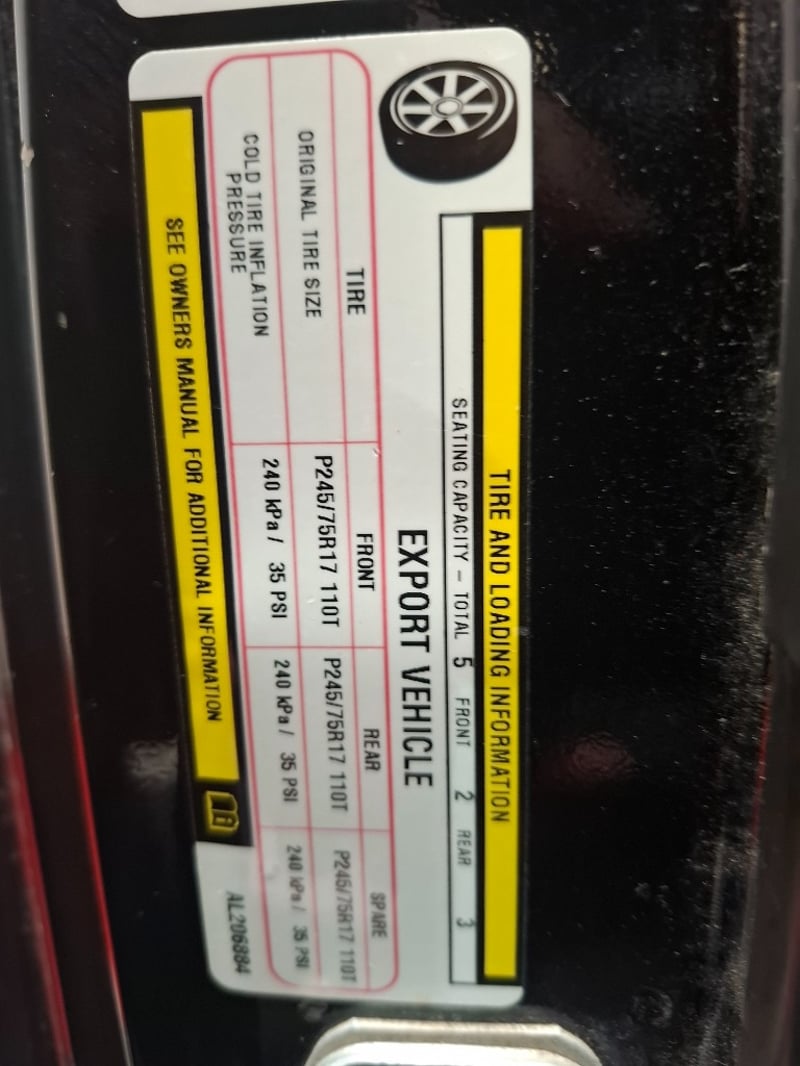 TIRE AND LOADING INFORMATION
SEATING CAPACITY – TOTAL 5 FRONT 2 REAR 3
EXPORT VEHICLE
TIRE FRONT REAR SPARE
ORIGINAL TIRE SIZE P245/75R17 110T P245/75R17 110T P245/75R17 110T
COLD TIRE INFLATION
PRESSURE 240 kPa / 35 PSI 240 kPa / 35 PSI 240 kPa / 35 PSI
SEE OWNERS MANUAL FOR ADDITIONAL INFORMATION
AL206884